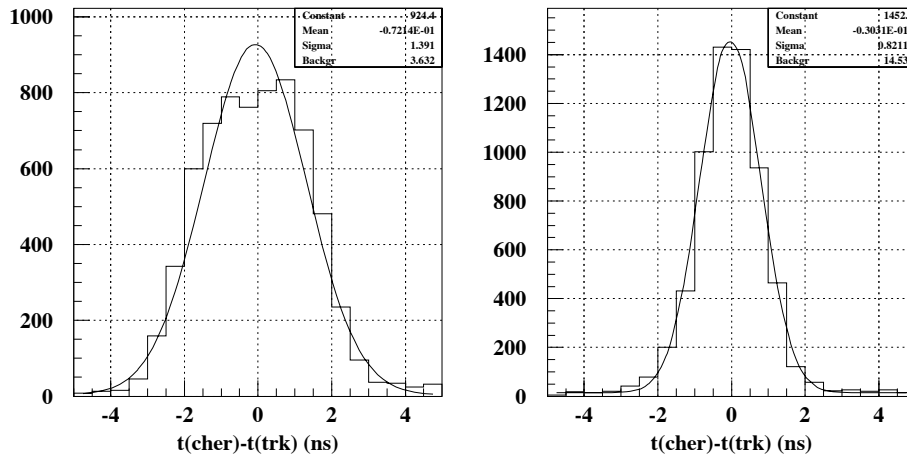 Constant 924.4
Mean -0.7214E-01
Sigma 1.391
Backgr 3.632
1000
800
600
400
200
0
-4 -2 0 2 4
t(cher)-t(trk) (ns)
Constant 1452.
Mean -0.3031E-01
Sigma 0.8211
Backgr 14.53
1400
1200
1000
800
600
400
200
0
-4 -2 0 2 4
t(cher)-t(trk) (ns)